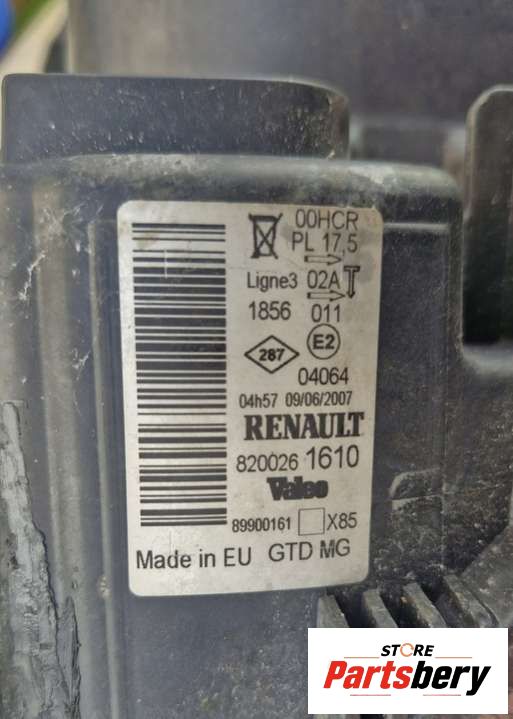 00HCR
PL 17,5
Ligne3 02A
1856 011
287 E2
04064
04h57 09/06/2007
RENAULT
820026 1610
Valeo
89900161 X85
Made in EU GTD MG
STORE
Partsbery